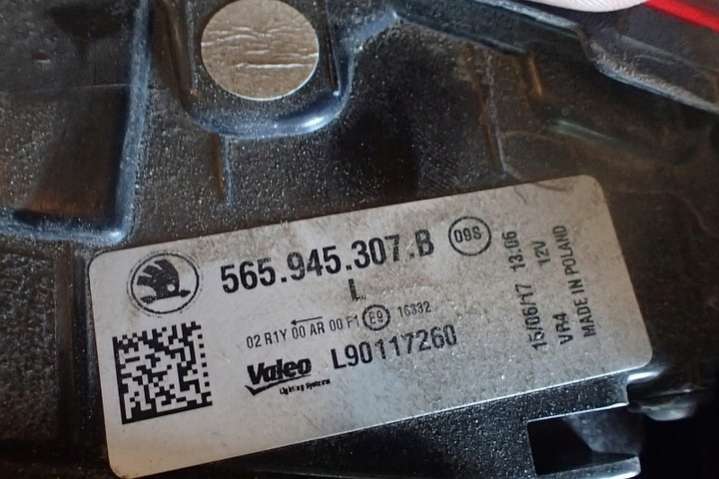 565.945.307.B 09S
L
02 R1Y 00 AR 00 F1 E9 16332
Valeo L90117260
Lighting Systems
15/06/17 13:06
VR4 12V
MADE IN POLAND